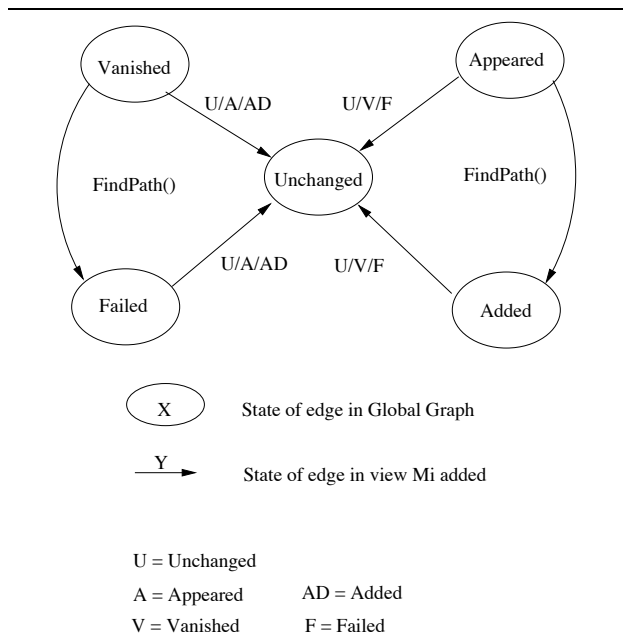 Vanished
Appeared
U/A/AD
U/V/F
Unchanged
FindPath()
FindPath()
U/A/AD
U/V/F
Failed
Added
X State of edge in Global Graph
Y State of edge in view Mi added
U = Unchanged
A = Appeared AD = Added
V = Vanished F = Failed